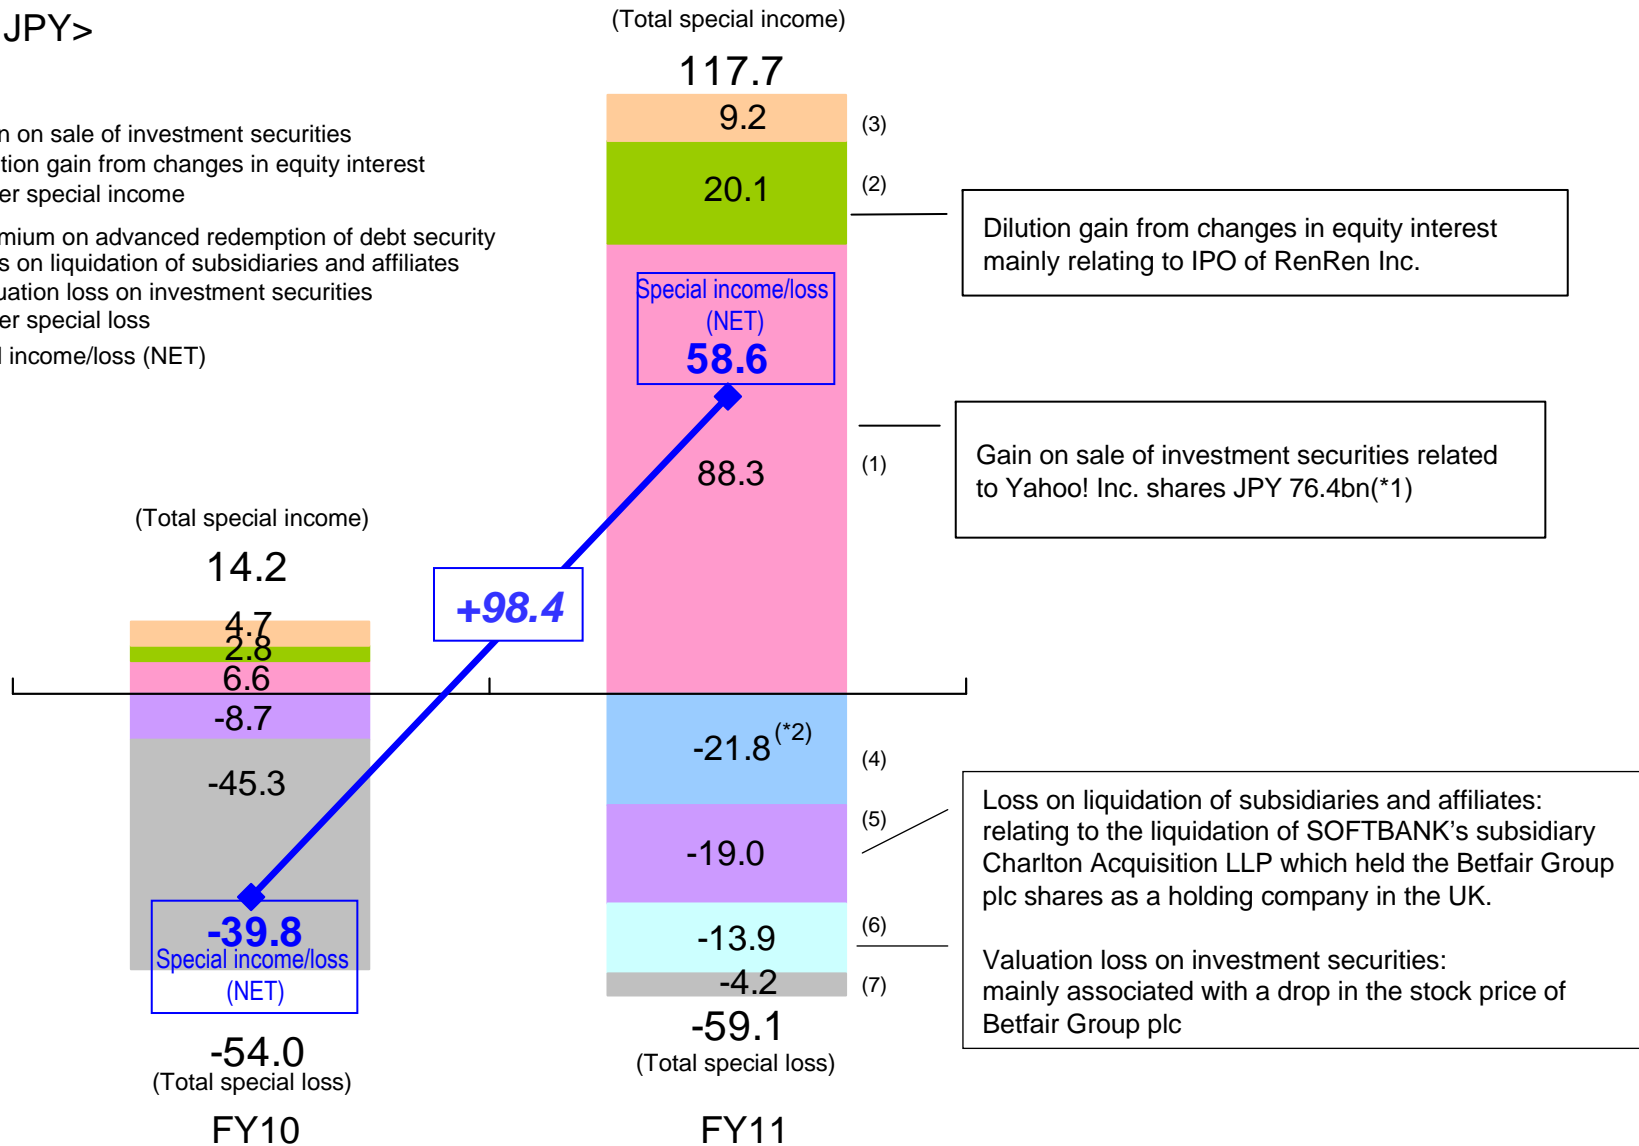 JPY>
n on sale of investment securities
tion gain from changes in equity interest
er special income
mium on advanced redemption of debt security
s on liquidation of subsidiaries and affiliates
uation loss on investment securities
er special loss
l income/loss (NET)
(Total special income)
14.2
4.7
2.8
6.6
-8.7
-45.3
-39.8
Special income/loss
(NET)
-54.0
(Total special loss)
FY10
+98.4
(Total special income)
117.7
9.2
(3)
20.1
(2)
Special income/loss
(NET)
58.6
88.3
(1)
-21.8(*2)
(4)
-19.0
(5)
-13.9
(6)
-4.2
(7)
-59.1
(Total special loss)
FY11
Dilution gain from changes in equity interest
mainly relating to IPO of RenRen Inc.
Gain on sale of investment securities related
to Yahoo! Inc. shares JPY 76.4bn(*1)
Loss on liquidation of subsidiaries and affiliates:
relating to the liquidation of SOFTBANK's subsidiary
Charlton Acquisition LLP which held the Betfair Group
plc shares as a holding company in the UK.
Valuation loss on investment securities:
mainly associated with a drop in the stock price of
Betfair Group plc